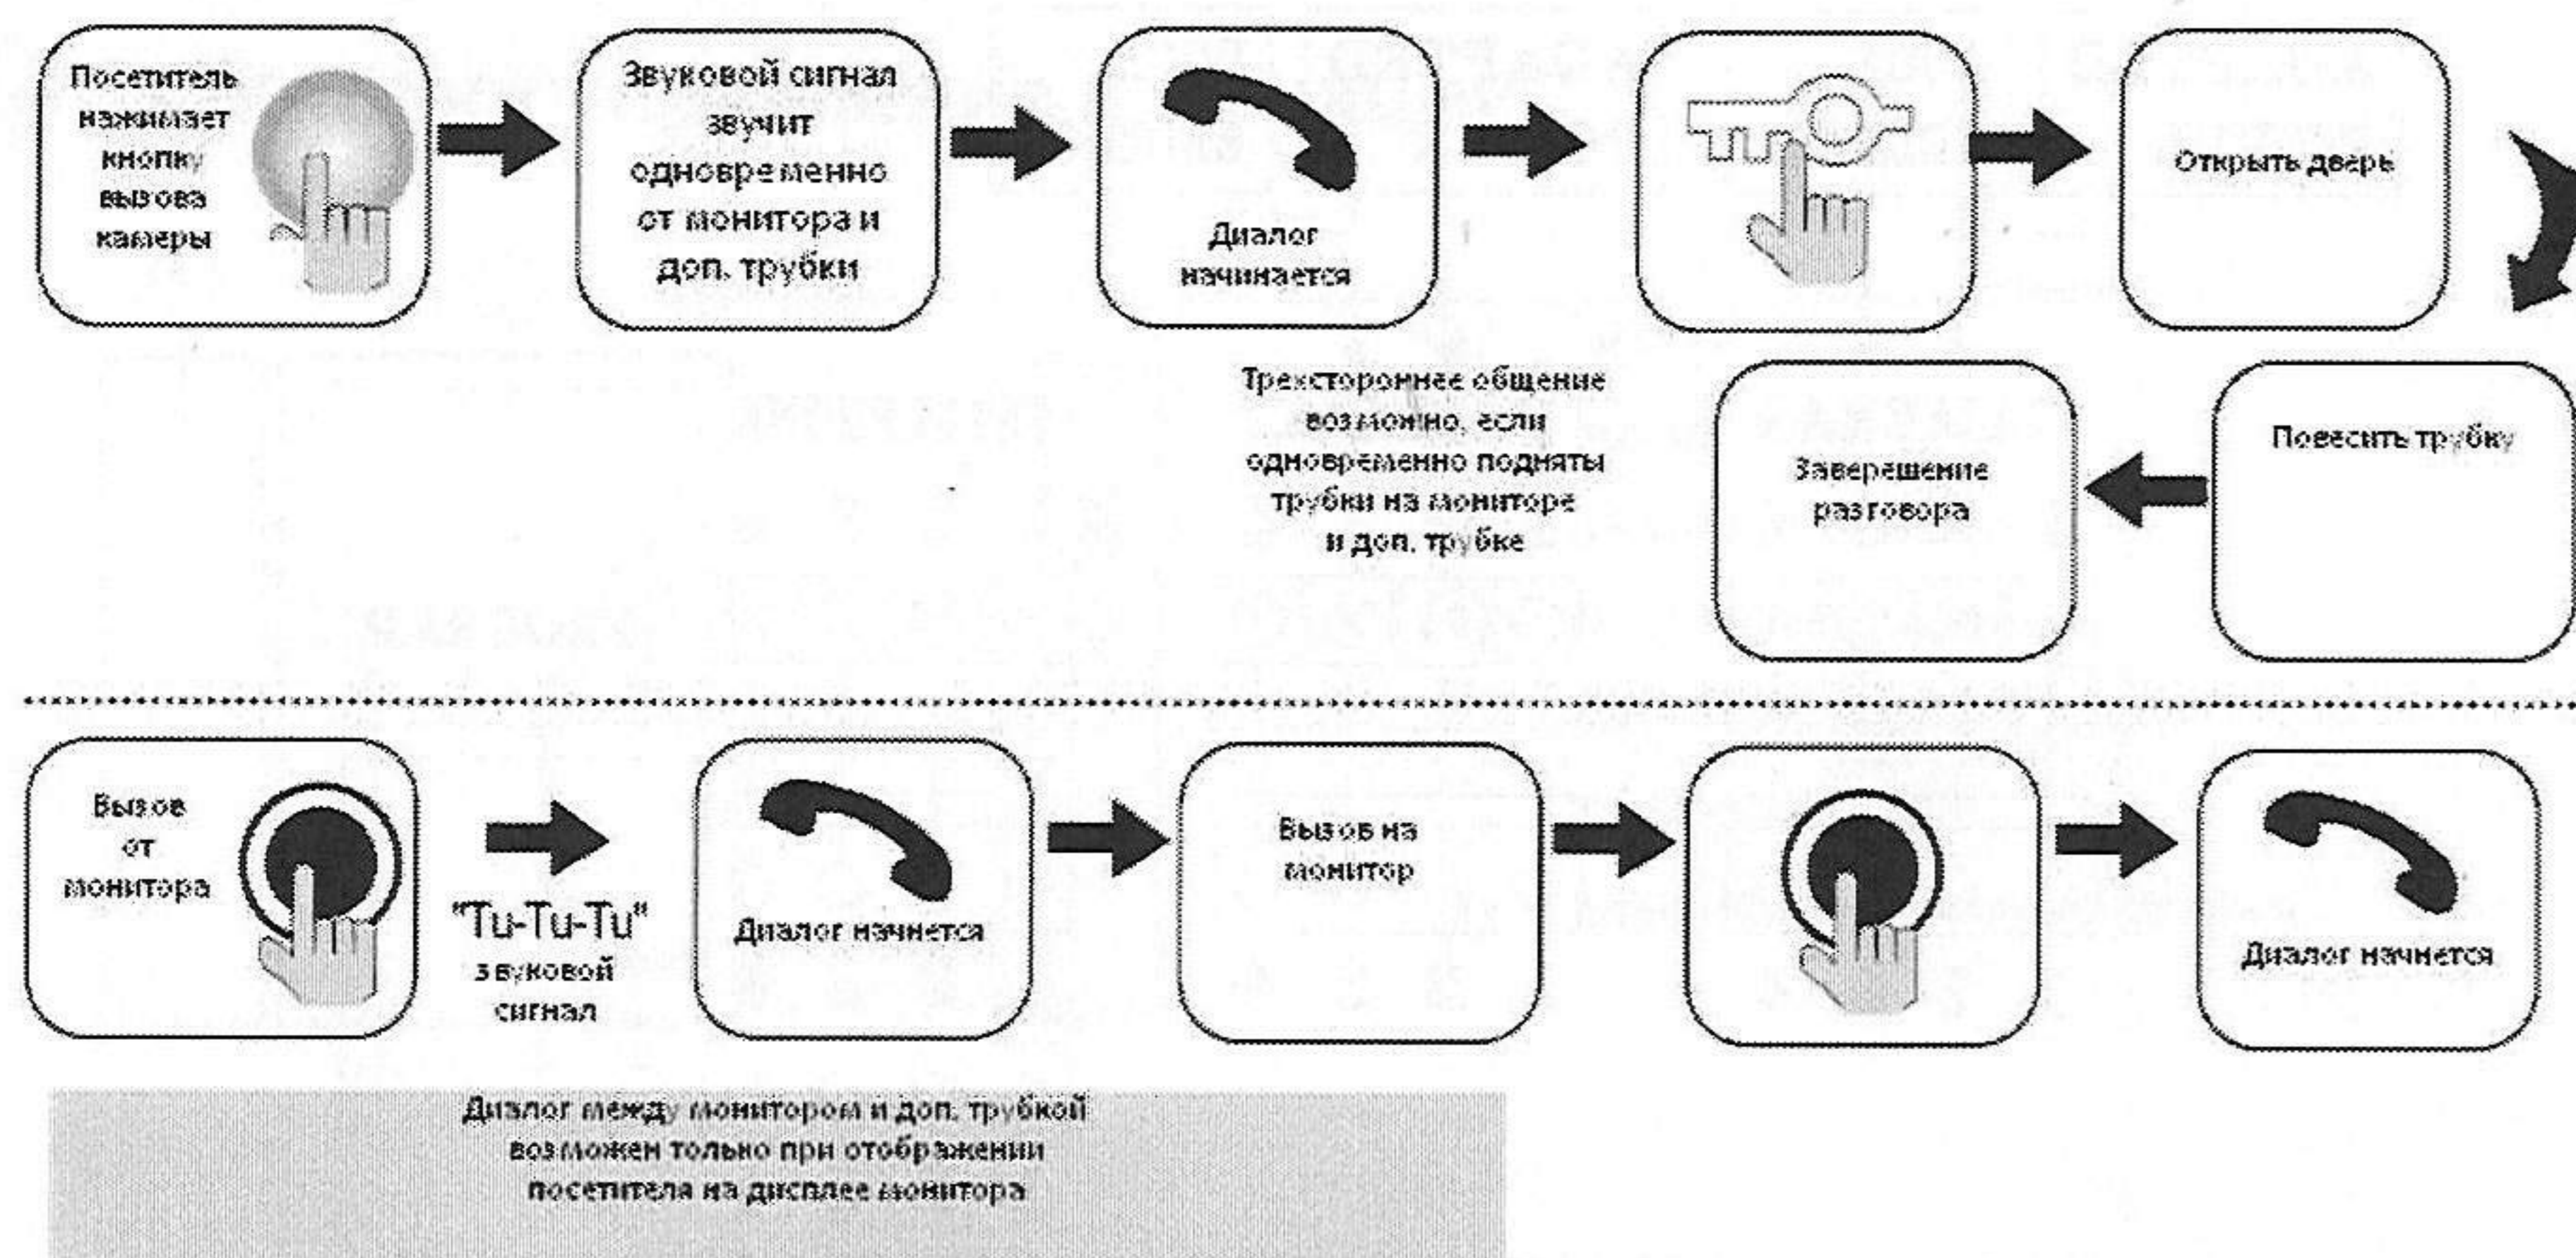 Посетитель
нажимает
кнопку
вызова
камеры
Звуковой сигнал
звучит
одновременно
от монитора и
доп. трубки
Диалог
начинается
Открыть дверь
Трехстороннее общение
возможно, если
одновременно подняты
трубки на мониторе
и доп. трубке
Заверешение
разговора
Повесить трубку
Вызов
от
монитора
"Tu-Tu-Tu"
звуковой
сигнал
Диалог начнется
Вызов на
монитор
Диалог начнется
Диалог между монитором и доп. трубкой
возможен только при отображении
посетителя на дисплее монитора